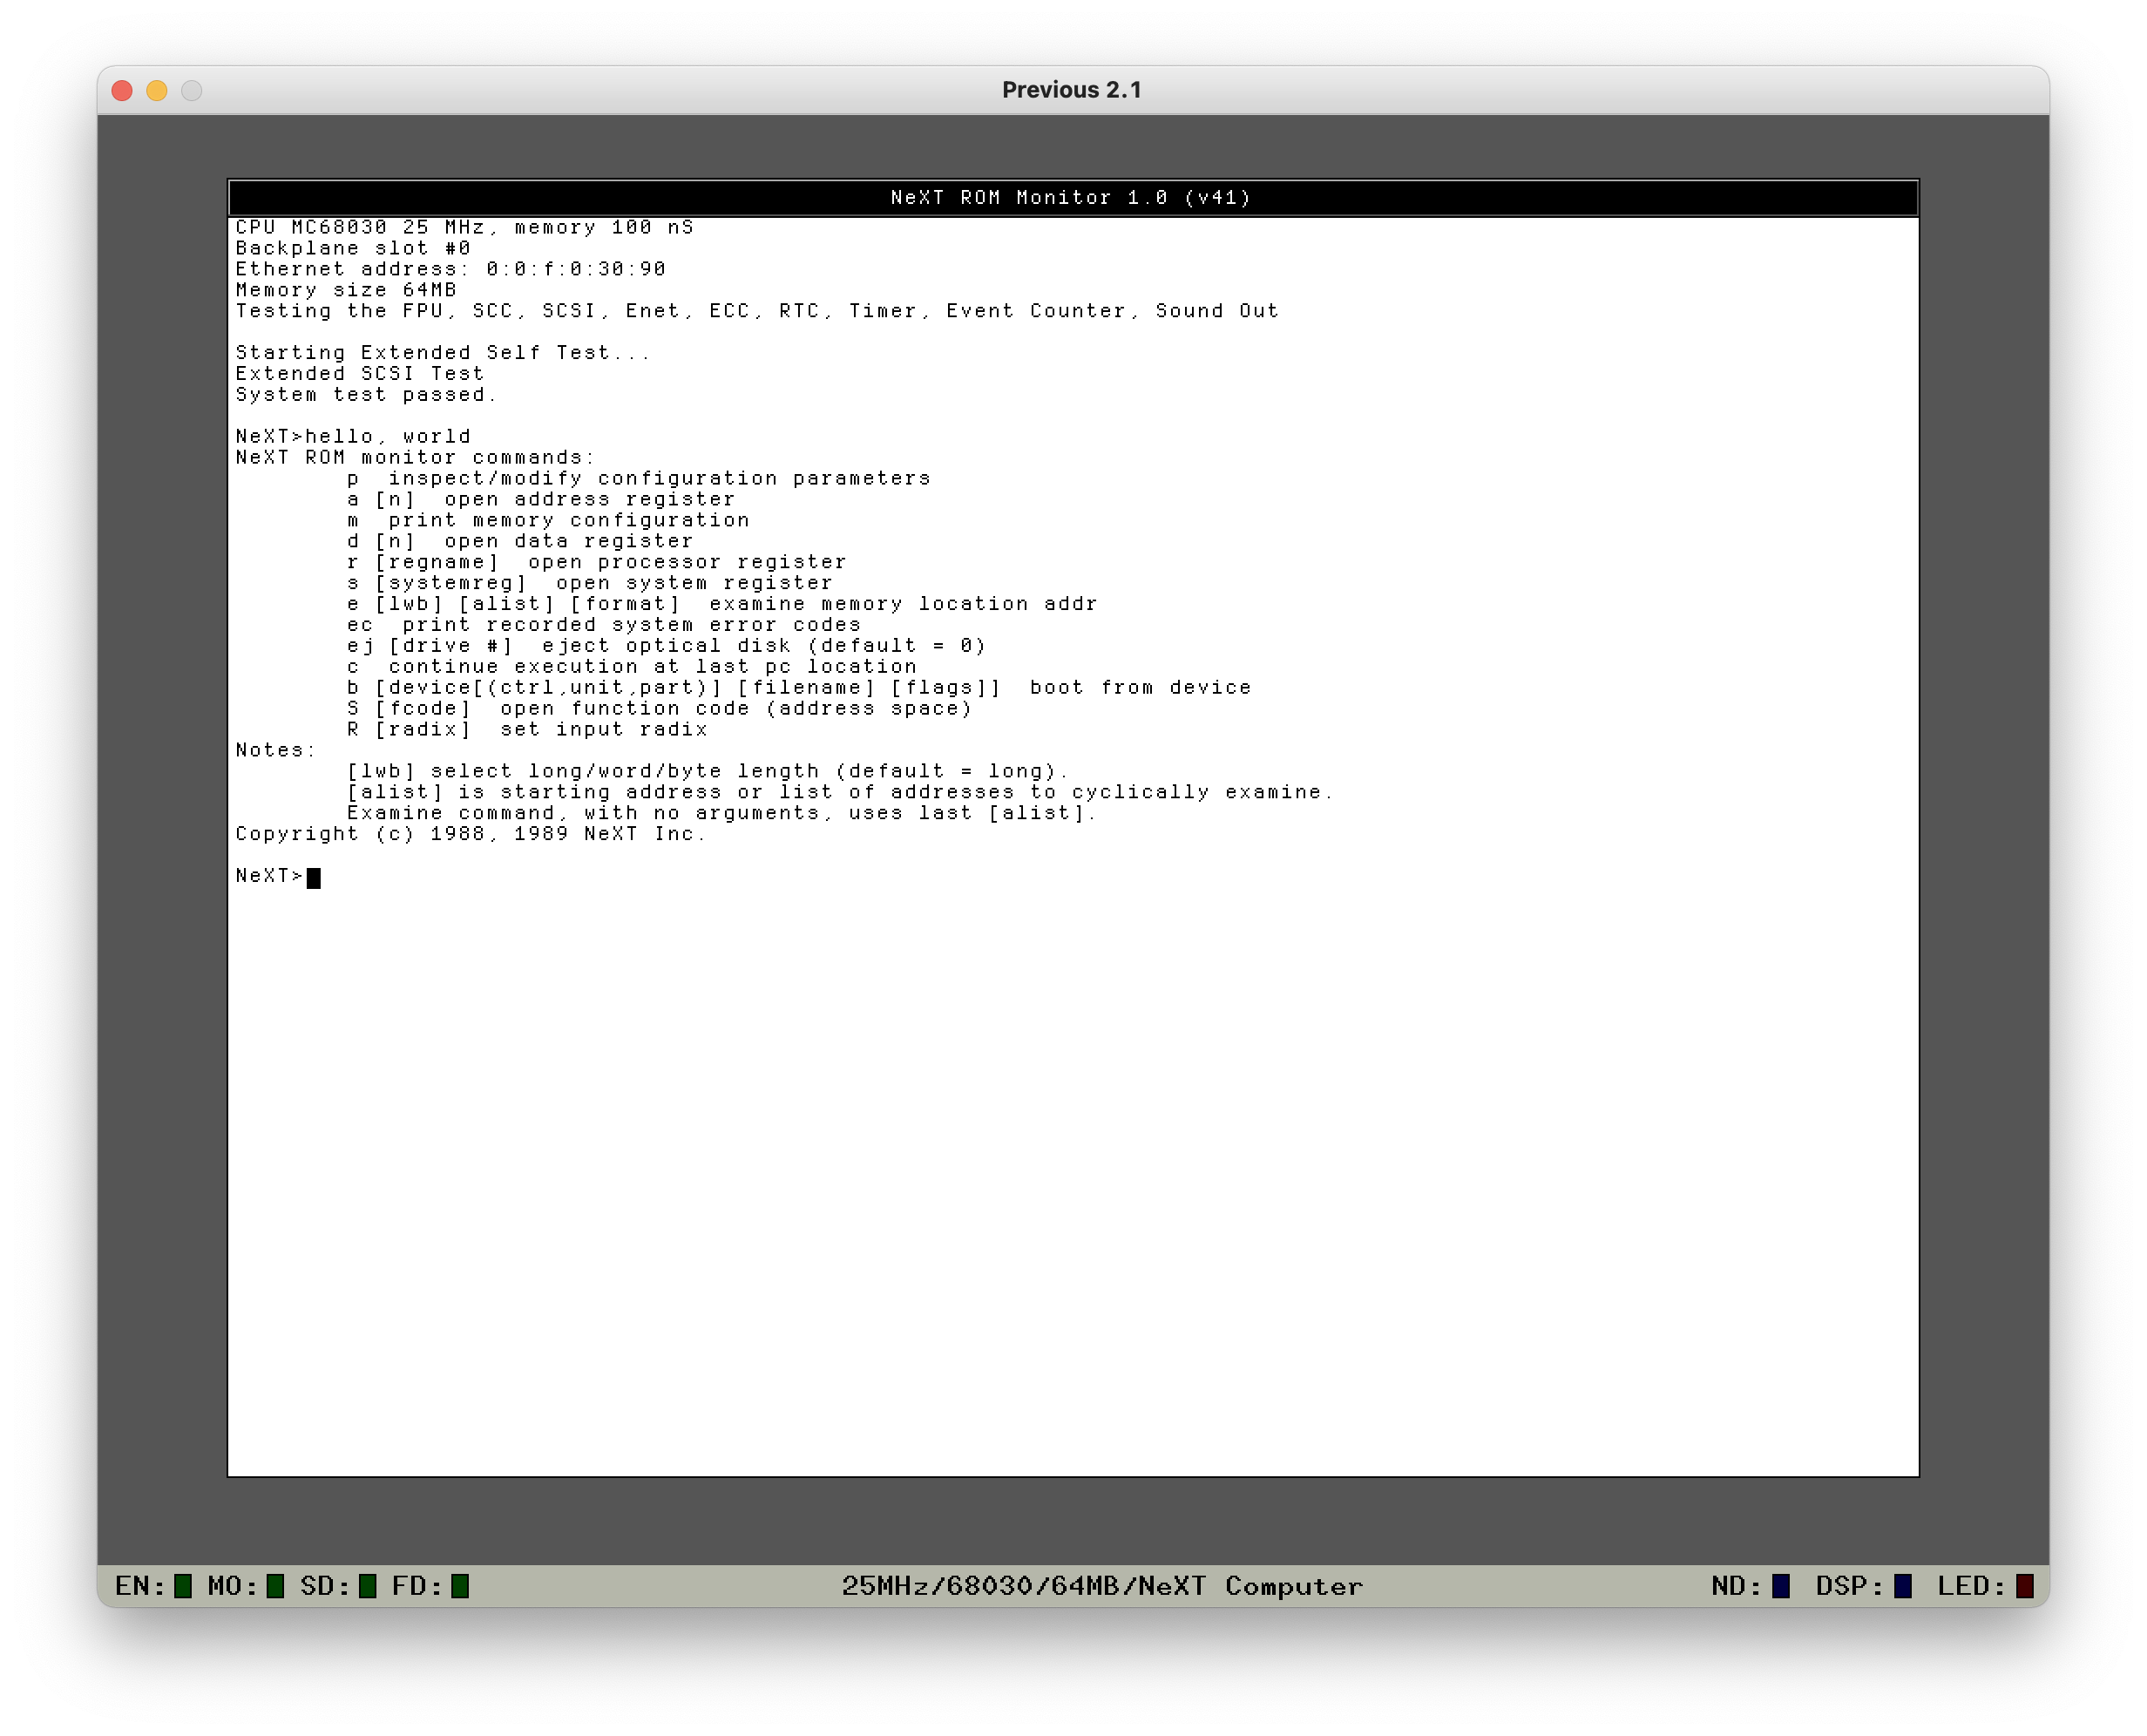 Previous 2.1
NeXT ROM Monitor 1.0 (v41)
CPU MC68030 25 MHz, memory 100 nS
Backplane slot #0
Ethernet address: 0:0:f:0:30:90
Memory size 64MB
Testing the FPU, SCC, SCSI, Enet, ECC, RTC, Timer, Event Counter, Sound Out
Starting Extended Self Test...
Extended SCSI Test
System test passed.
NeXT>hello, world
NeXT ROM monitor commands:
p  inspect/modify configuration parameters
a [n]  open address register
m  print memory configuration
d [n]  open data register
r [regname]  open processor register
s [systemreg]  open system register
e [lwb] [alist] [format]  examine memory location addr
ec  print recorded system error codes
ej [drive #]  eject optical disk (default = 0)
c  continue execution at last pc location
b [device[(ctrl,unit,part)] [filename] [flags]]  boot from device
S [fcode]  open function code (address space)
R [radix]  set input radix
Notes:
[lwb] select long/word/byte length (default = long).
[alist] is starting address or list of addresses to cyclically examine.
Examine command, with no arguments, uses last [alist].
Copyright (c) 1988, 1989 NeXT Inc.
NeXT>
EN: MO: SD: FD: 25MHz/68030/64MB/NeXT Computer ND: DSP: LED: